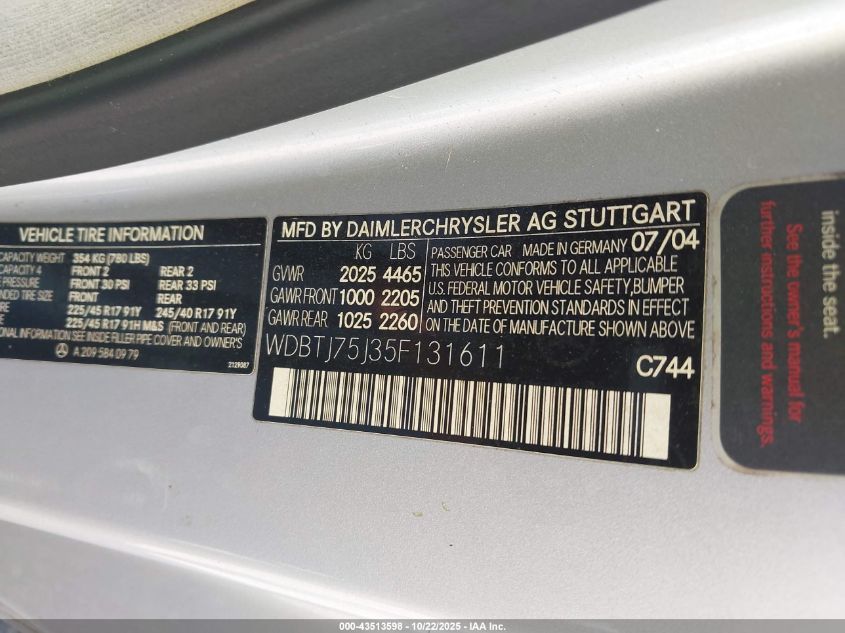 VEHICLE TIRE INFORMATION
CAPACITY WEIGHT 354 KG (780 LBS)
CAPACITY 4 FRONT 2 REAR 2
PRESSURE FRONT 30 PSI REAR 33 PSI
SIZE FRONT REAR
225/45 R17 91Y 245/40 R17 91Y
225/45 R17 91H M&S (FRONT AND REAR)
INFORMATION SEE INSIDE FILLER PIPE COVER AND OWNER'S
A 209 584 09 79
MFD BY DAIMLERCHRYSLER AG STUTTGART
KG LBS
GVWR 2025 4465
GAWR FRONT 1000 2205
GAWR REAR 1025 2260
PASSENGER CAR MADE IN GERMANY 07/04
THIS VEHICLE CONFORMS TO ALL APPLICABLE
U.S. FEDERAL MOTOR VEHICLE SAFETY, BUMPER
AND THEFT PREVENTION STANDARDS IN EFFECT
ON THE DATE OF MANUFACTURE SHOWN ABOVE
WDBTJ75J35F131611
C744
inside the seat.
See the owner's manual for
further instructions and warnings.
000-43513598 - 10/22/2025 - IAA Inc.